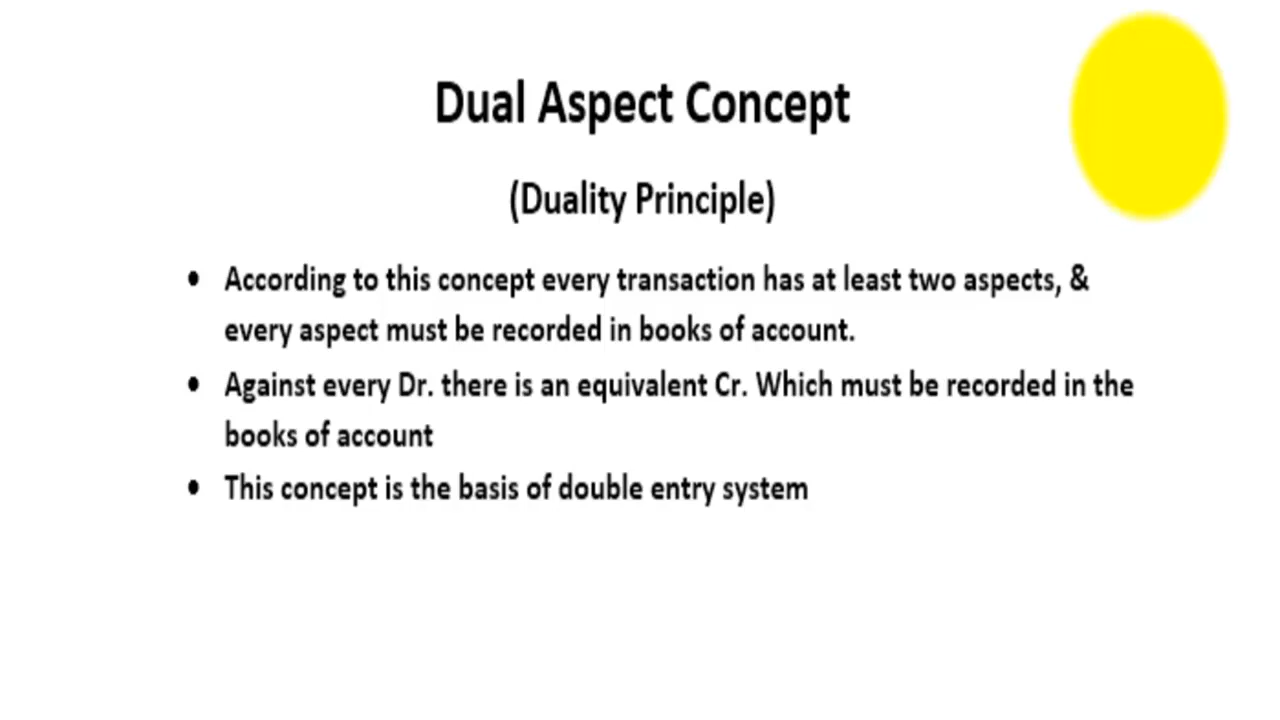 Dual Aspect Concept
(Duality Principle)
• According to this concept every transaction has at least two aspects, &
every aspect must be recorded in books of account.
• Against every Dr. there is an equivalent Cr. Which must be recorded in the
books of account
• This concept is the basis of double entry system